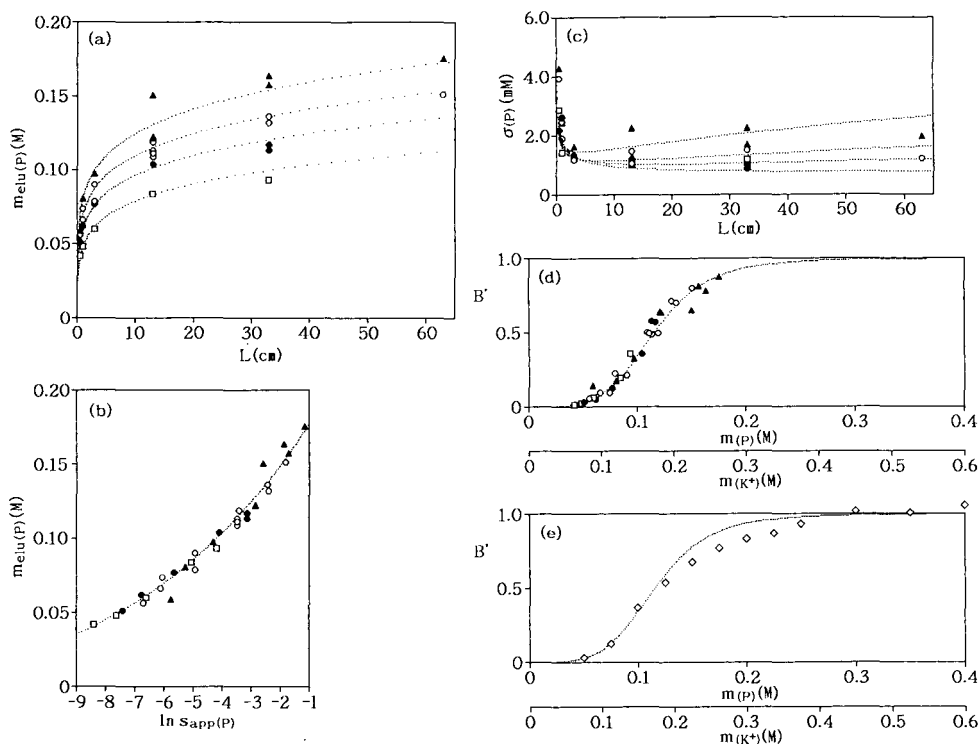 (a)
0.20
0.15
0.10
0.05
0
m_elu(P) (M)
0 10 20 30 40 50 60
L(cm)
(b)
0.20
0.15
0.10
0.05
0
m_elu(P) (M)
-9 -8 -7 -6 -5 -4 -3 -2 -1
ln s_app(P)
(c)
6.0
4.0
2.0
0
σ(P) (mM)
0 10 20 30 40 50 60
L(cm)
(d)
1.0
0.5
0
B'
0 0.1 0.2 0.3 0.4
m(P)(M)
0 0.1 0.2 0.3 0.4 0.5 0.6
m(K⁺)(M)
(e)
1.0
0.5
0
B'
0 0.1 0.2 0.3 0.4
m(P)(M)
0 0.1 0.2 0.3 0.4 0.5 0.6
m(K⁺)(M)